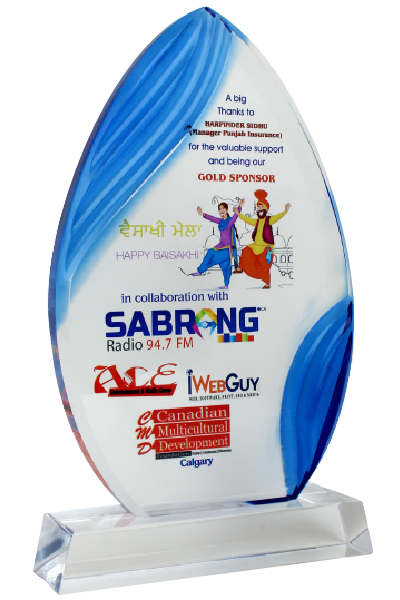 A big
Thanks to
HARPINDER SIDHU
(Manager Punjab Insurance)
for the valuable support
and being our
GOLD SPONSOR
ਵੈਸਾਖੀ ਮੇਲਾ
HAPPY BAISAKHI
in collaboration with
SABRANG
Radio 94.7 FM
ACE
iWEBGUY
Canadian
Multicultural
Development
CMD
Calgary